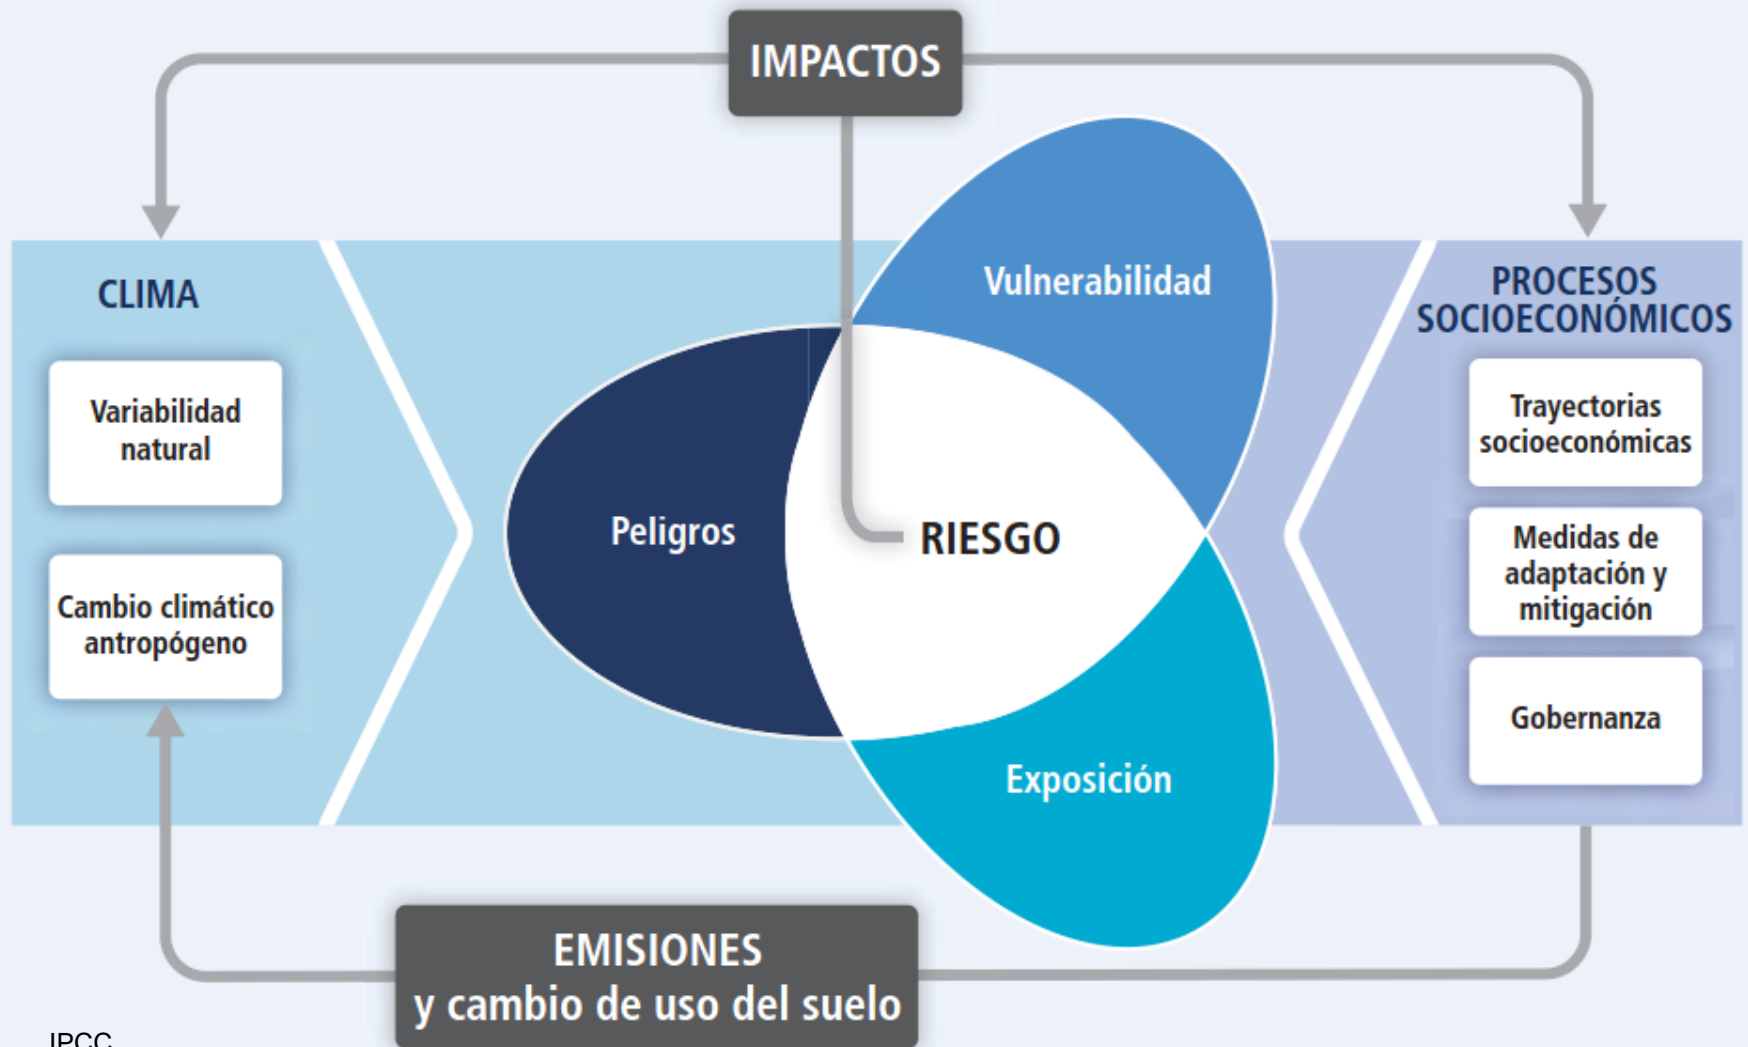 IMPACTOS
CLIMA
Variabilidad
natural
Cambio climático
antropógeno
Peligros
Vulnerabilidad
RIESGO
Exposición
PROCESOS
SOCIOECONÓMICOS
Trayectorias
socioeconómicas
Medidas de
adaptación y
mitigación
Gobernanza
EMISIONES
y cambio de uso del suelo
IPCC